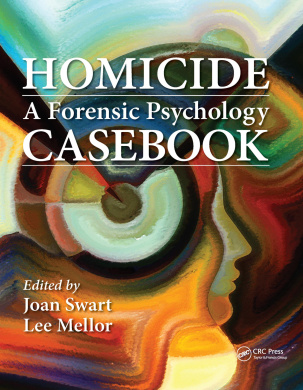 HOMICIDE
A Forensic Psychology
CASEBOOK
Edited by
Joan Swart
Lee Mellor
CRC Press
Taylor & Francis Group